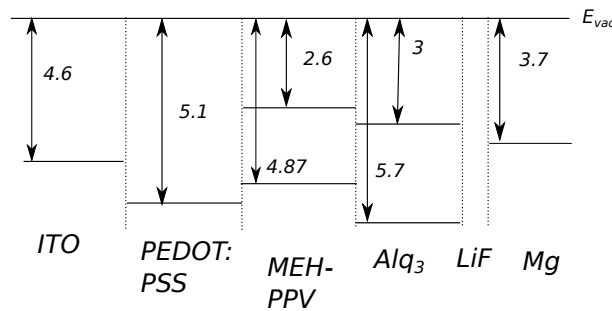 E_vac
4.6
5.1
2.6
4.87
3
5.7
3.7
ITO
PEDOT:
PSS
MEH-
PPV
Alq₃
LiF
Mg